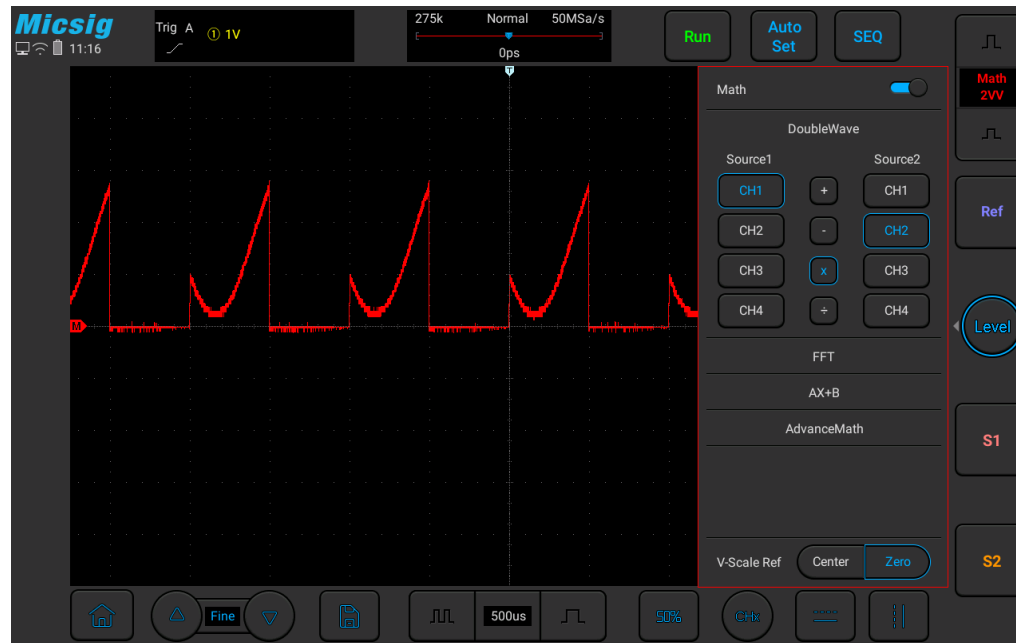 Micsig
11:16
Trig A ① 1V
275k Normal 50MSa/s
0ps
T
Run
Auto
Set
SEQ
Math
2VV
Math
DoubleWave
Source1 Source2
CH1 + CH1
CH2 - CH2
CH3 x CH3
CH4 ÷ CH4
FFT
AX+B
AdvanceMath
V-Scale Ref Center Zero
M
Ref
Level
S1
S2
Fine
500us
50%
CHx